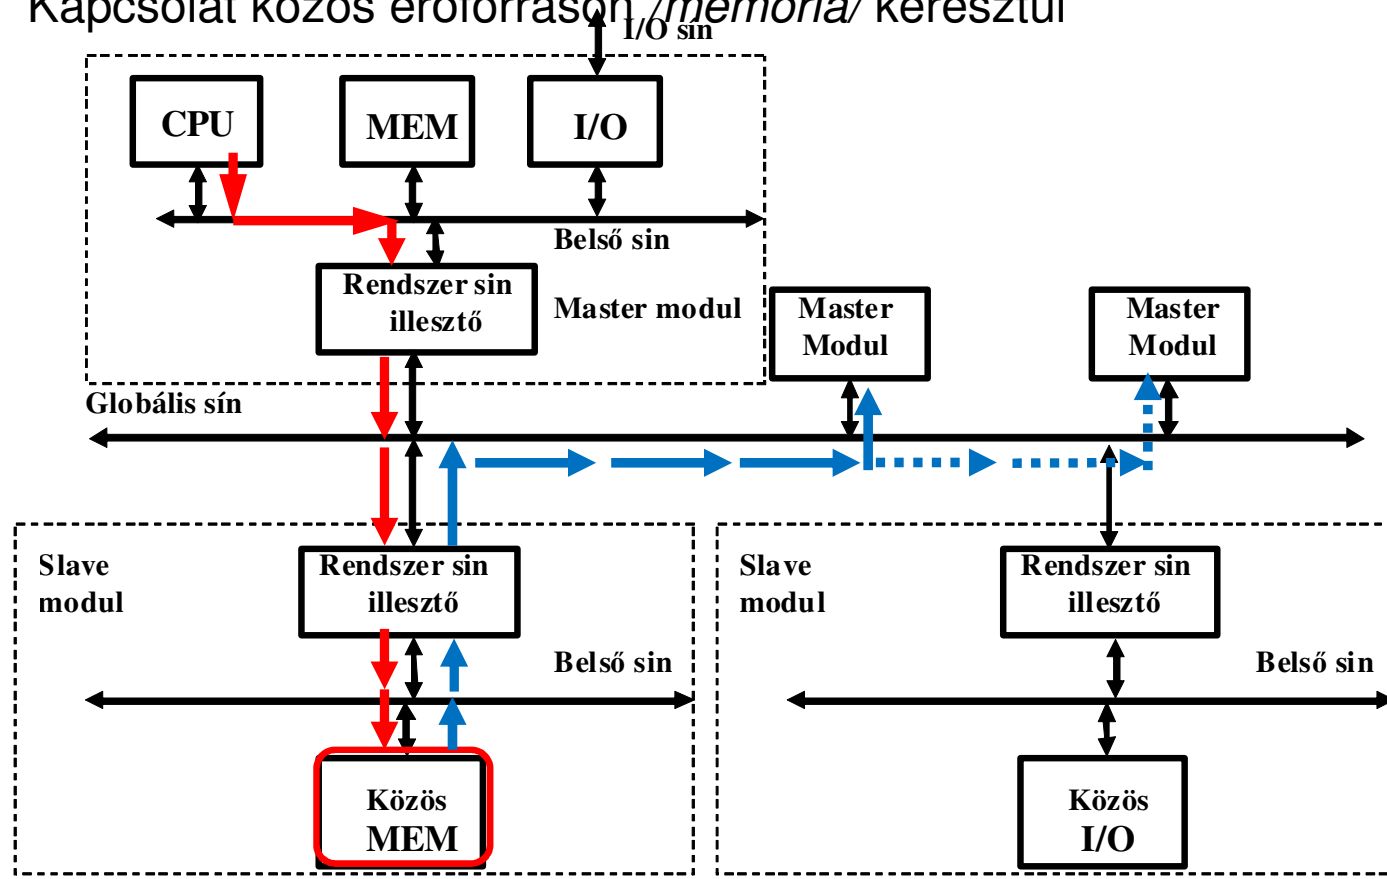 Kapcsolat közös erőforráson /memória/ keresztül
I/O sín
CPU
MEM
I/O
Belső sin
Rendszer sin
illesztő
Master modul
Master
Modul
Master
Modul
Globális sín
Slave
modul
Rendszer sin
illesztő
Belső sin
Közös
MEM
Slave
modul
Rendszer sin
illesztő
Belső sin
Közös
I/O